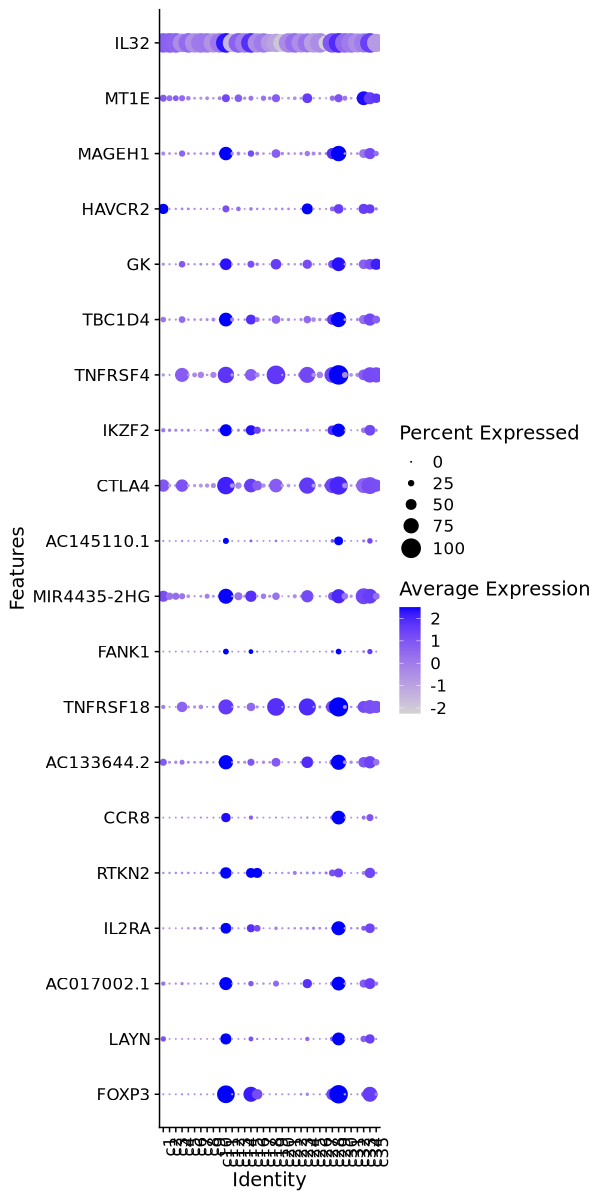 IL32
MT1E
MAGEH1
HAVCR2
GK
TBC1D4
TNFRSF4
IKZF2
CTLA4
AC145110.1
MIR4435-2HG
FANK1
TNFRSF18
AC133644.2
CCR8
RTKN2
IL2RA
AC017002.1
LAYN
FOXP3
Features
Identity
Percent Expressed
0
25
50
75
100
Average Expression
2
1
0
-1
-2